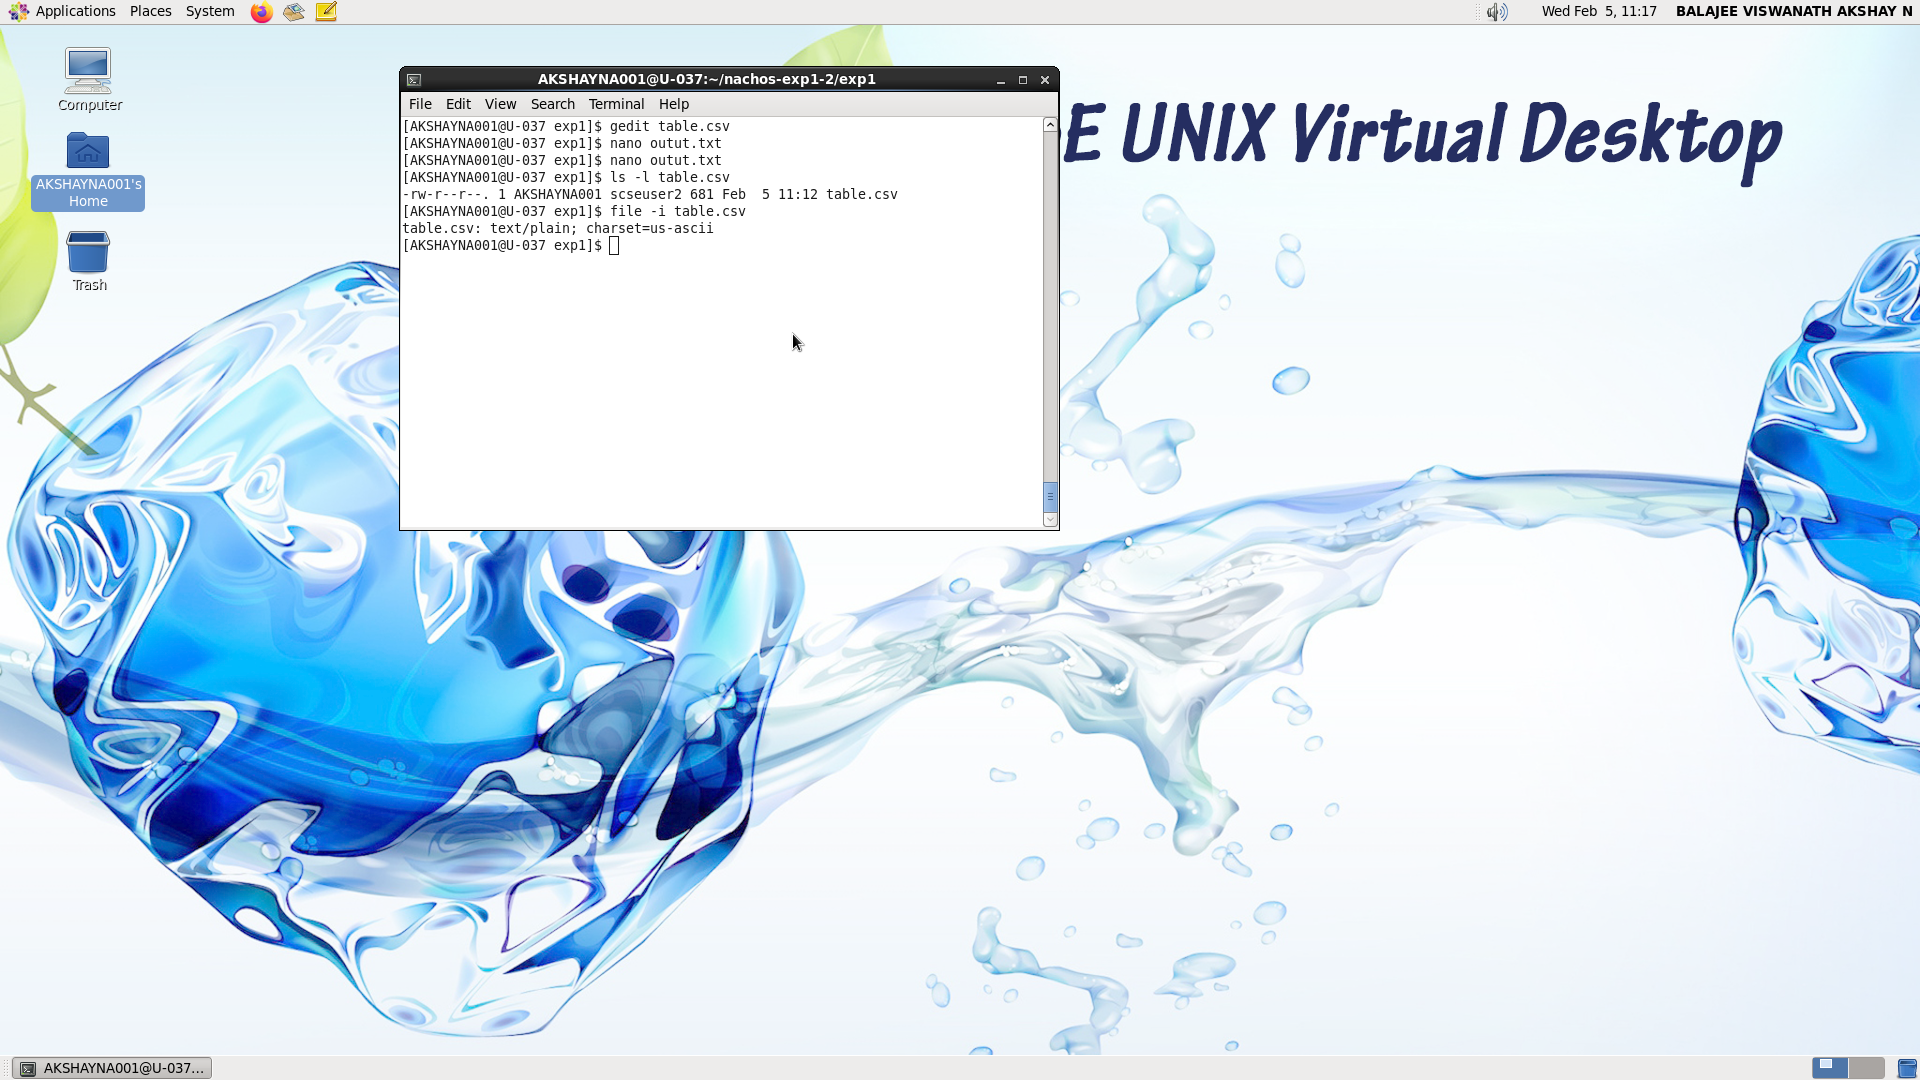 Applications Places System
Wed Feb 5, 11:17 BALAJEE VISWANATH AKSHAY N
Computer
AKSHAYNA001's
Home
Trash
AKSHAYNA001@U-037:~/nachos-exp1-2/exp1
File Edit View Search Terminal Help
[AKSHAYNA001@U-037 exp1]$ gedit table.csv
[AKSHAYNA001@U-037 exp1]$ nano outut.txt
[AKSHAYNA001@U-037 exp1]$ nano outut.txt
[AKSHAYNA001@U-037 exp1]$ ls -l table.csv
-rw-r--r--. 1 AKSHAYNA001 scseuser2 681 Feb  5 11:12 table.csv
[AKSHAYNA001@U-037 exp1]$ file -i table.csv
table.csv: text/plain; charset=us-ascii
[AKSHAYNA001@U-037 exp1]$
E UNIX Virtual Desktop
AKSHAYNA001@U-037...